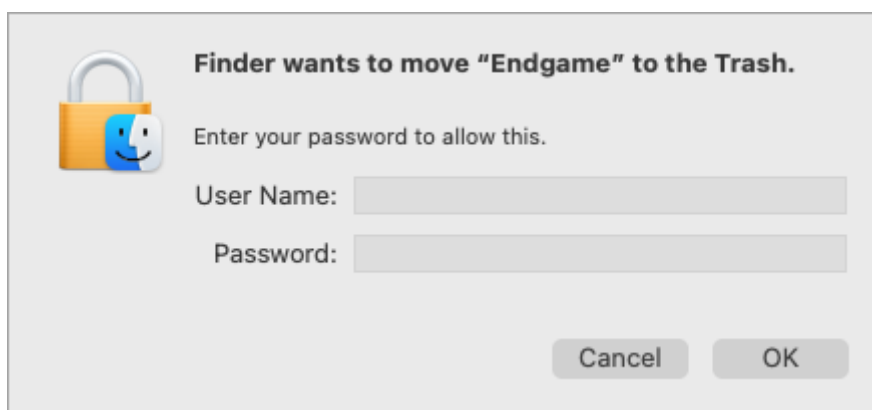 Finder wants to move “Endgame” to the Trash.
Enter your password to allow this.
User Name:
Password:
Cancel OK